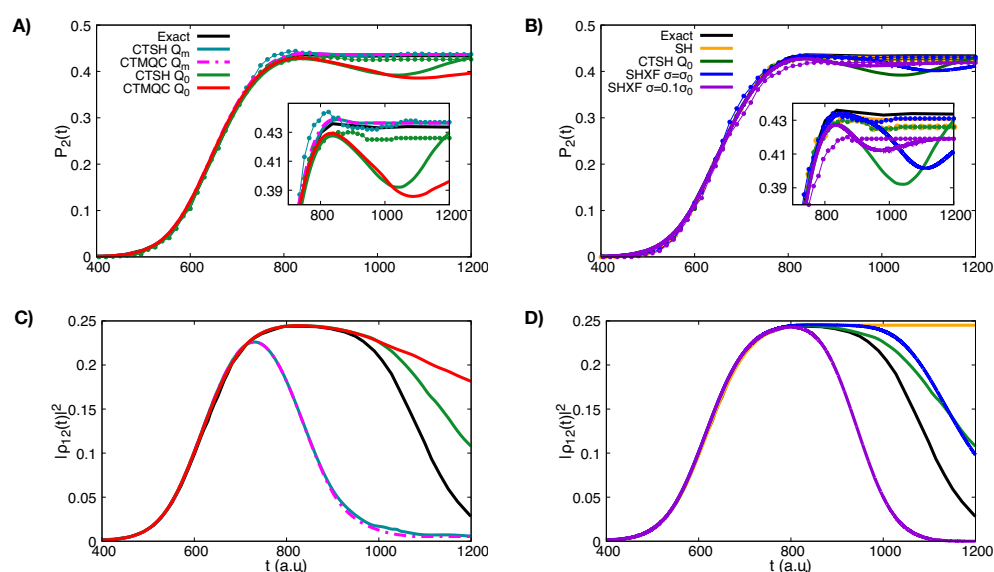 A)
0.5
0.4
0.3
0.2
0.1
0
P2(t)
Exact
CTSH Qm
CTMQC Qm
CTSH Q0
CTMQC Q0
0.43
0.41
0.39
800 1000 1200
400 600 800 1000 1200
B)
0.5
0.4
0.3
0.2
0.1
0
P2(t)
Exact
SH
CTSH Q0
SHXF σ=σ0
SHXF σ=0.1σ0
0.43
0.41
0.39
800 1000 1200
400 600 800 1000 1200
C)
0.25
0.2
0.15
0.1
0.05
0
|ρ12(t)|²
400 600 800 1000 1200
t (a.u)
D)
0.25
0.2
0.15
0.1
0.05
0
|ρ12(t)|²
400 600 800 1000 1200
t (a.u)